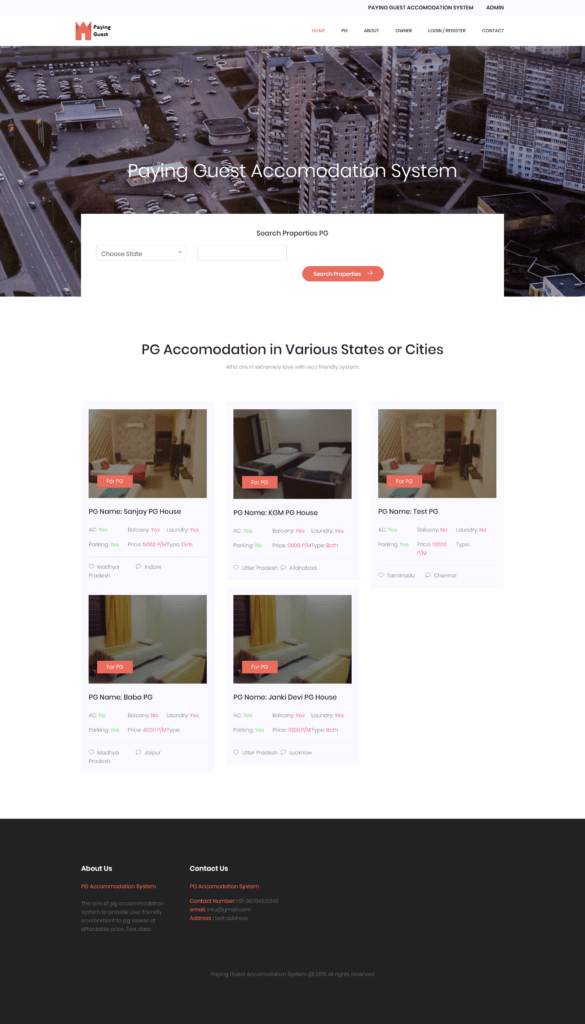 PAYING GUEST ACCOMODATION SYSTEM ADMIN
Paying
Guest
HOME PG ABOUT OWNER LOGIN / REGISTER CONTACT
Paying Guest Accomodation System
Search Properties PG
Choose State
Search Properties
PG Accomodation in Various States or Cities
Who are in extremely love with eco friendly system.
For PG For PG For PG
PG Name: Sanjay PG House
AC: Yes Balcony: Yes Laundry: Yes
Parking: Yes Price: 5000 P/M Type: Girls
Madhya Indore
Pradesh
PG Name: KGM PG House
AC: Yes Balcony: Yes Laundry: Yes
Parking: No Price: P/M Type: Both
Utter Pradesh Allahabad
PG Name: Test PG
AC: Yes Balcony: No Laundry: No
Parking: Yes Price: 10000 Type:
P/M
Tamilnadu Chennai
For PG For PG
PG Name: Baba PG
AC: No Balcony: No Laundry: Yes
Parking: Yes Price: 4000 P/M Type:
Madhya Jaipur
Pradesh
PG Name: Janki Devi PG House
AC: Yes Balcony: Yes Laundry: Yes
Parking: Yes Price: P/M Type: Both
Utter Pradesh Lucknow
About Us
PG Accommodation System
The aim of pg accommodation
system to provide user friendly
environment to pg seeker at
affordable price. Test data
Contact Us
PG Accomodation System
Contact Number:
email: info@gmail.com
Address : test address
Paying Guest Accomodation System @ 2019 All rights reserved